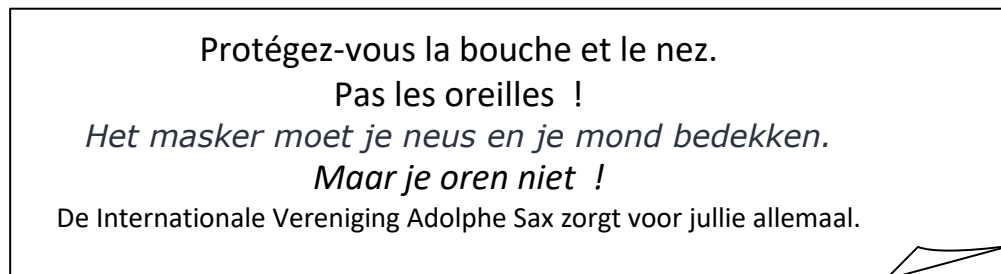 Protégez-vous la bouche et le nez.
Pas les oreilles !
Het masker moet je neus en je mond bedekken.
Maar je oren niet !
De Internationale Vereniging Adolphe Sax zorgt voor jullie allemaal.